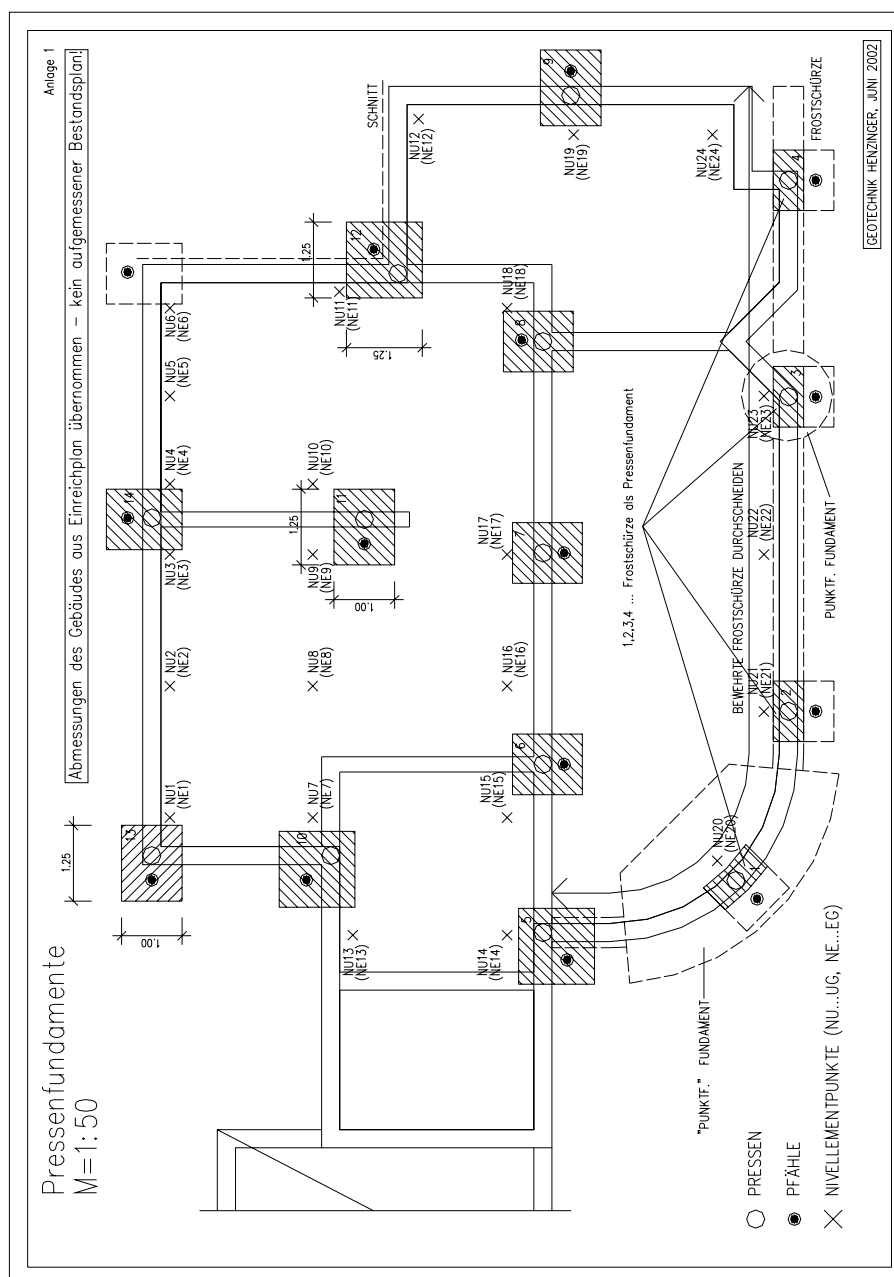 Anlage 1
Pressenfundamente
M=1:50
Abmessungen des Gebäudes aus Einreichplan übernommen – kein aufgemessener Bestandsplan!
1.25
1.00
13
NU1
(NE1)
NU2
(NE2)
NU3
(NE3)
14
NU4
(NE4)
NU5
(NE5)
NU6
(NE6)
10
NU7
(NE7)
NU8
(NE8)
NU9
(NE9)
1.25
1.00
11
NU10
(NE10)
NU11
(NE11)
1.25
1.25
12
SCHNITT
NU12
(NE12)
NU13
(NE13)
NU14
(NE14)
5
NU15
(NE15)
6
NU16
(NE16)
NU17
(NE17)
7
NU18
(NE18)
8
NU19
(NE19)
9
1,2,3,4 ... Frostschürze als Pressenfundament
NU20
(NE20)
1
BEWEHRTE FROSTSCHÜRZE DURCHSCHNEIDEN
NU21
(NE21)
2
NU22
(NE22)
NU23
(NE23)
3
NU24
(NE24)
4
"PUNKTF." FUNDAMENT
PUNKTF. FUNDAMENT
FROSTSCHÜRZE
PRESSEN
PFÄHLE
NIVELLEMENTPUNKTE (NU...UG, NE...EG)
GEOTECHNIK HENZINGER, JUNI 2002